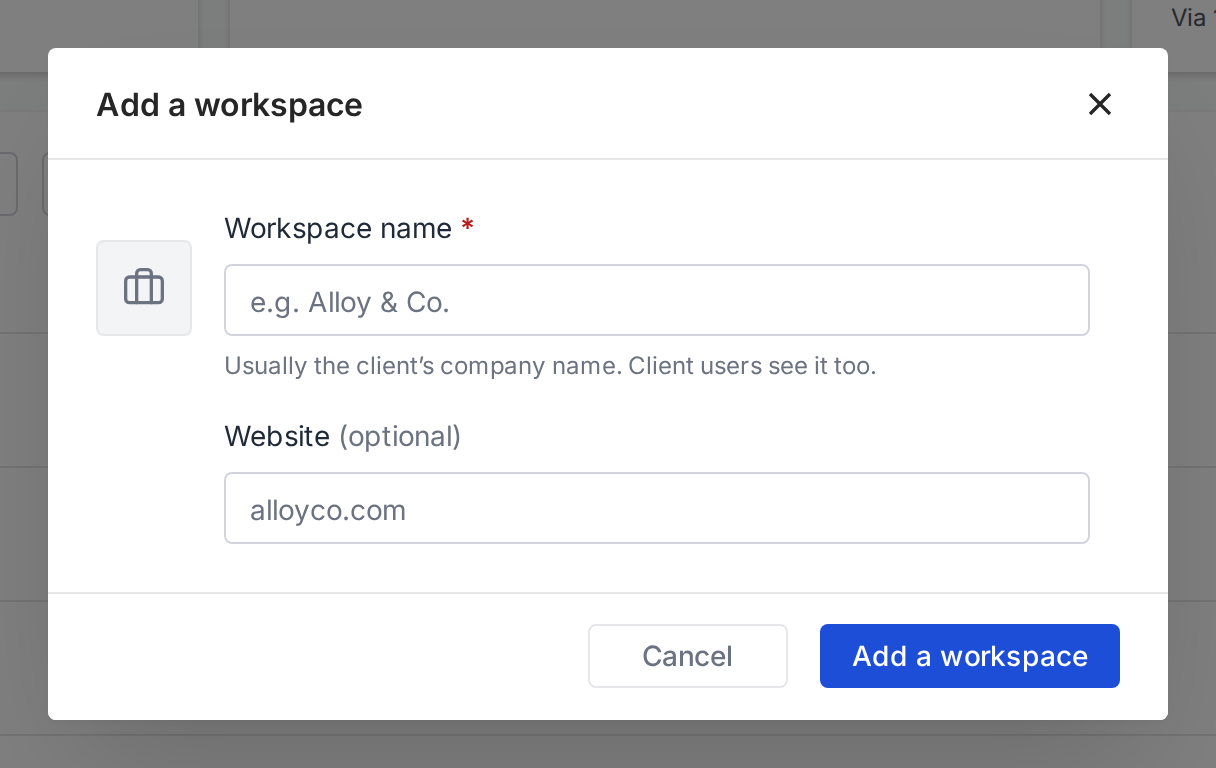 Via
Add a workspace
Workspace name *
e.g. Alloy & Co.
Usually the client’s company name. Client users see it too.
Website (optional)
alloyco.com
Cancel
Add a workspace